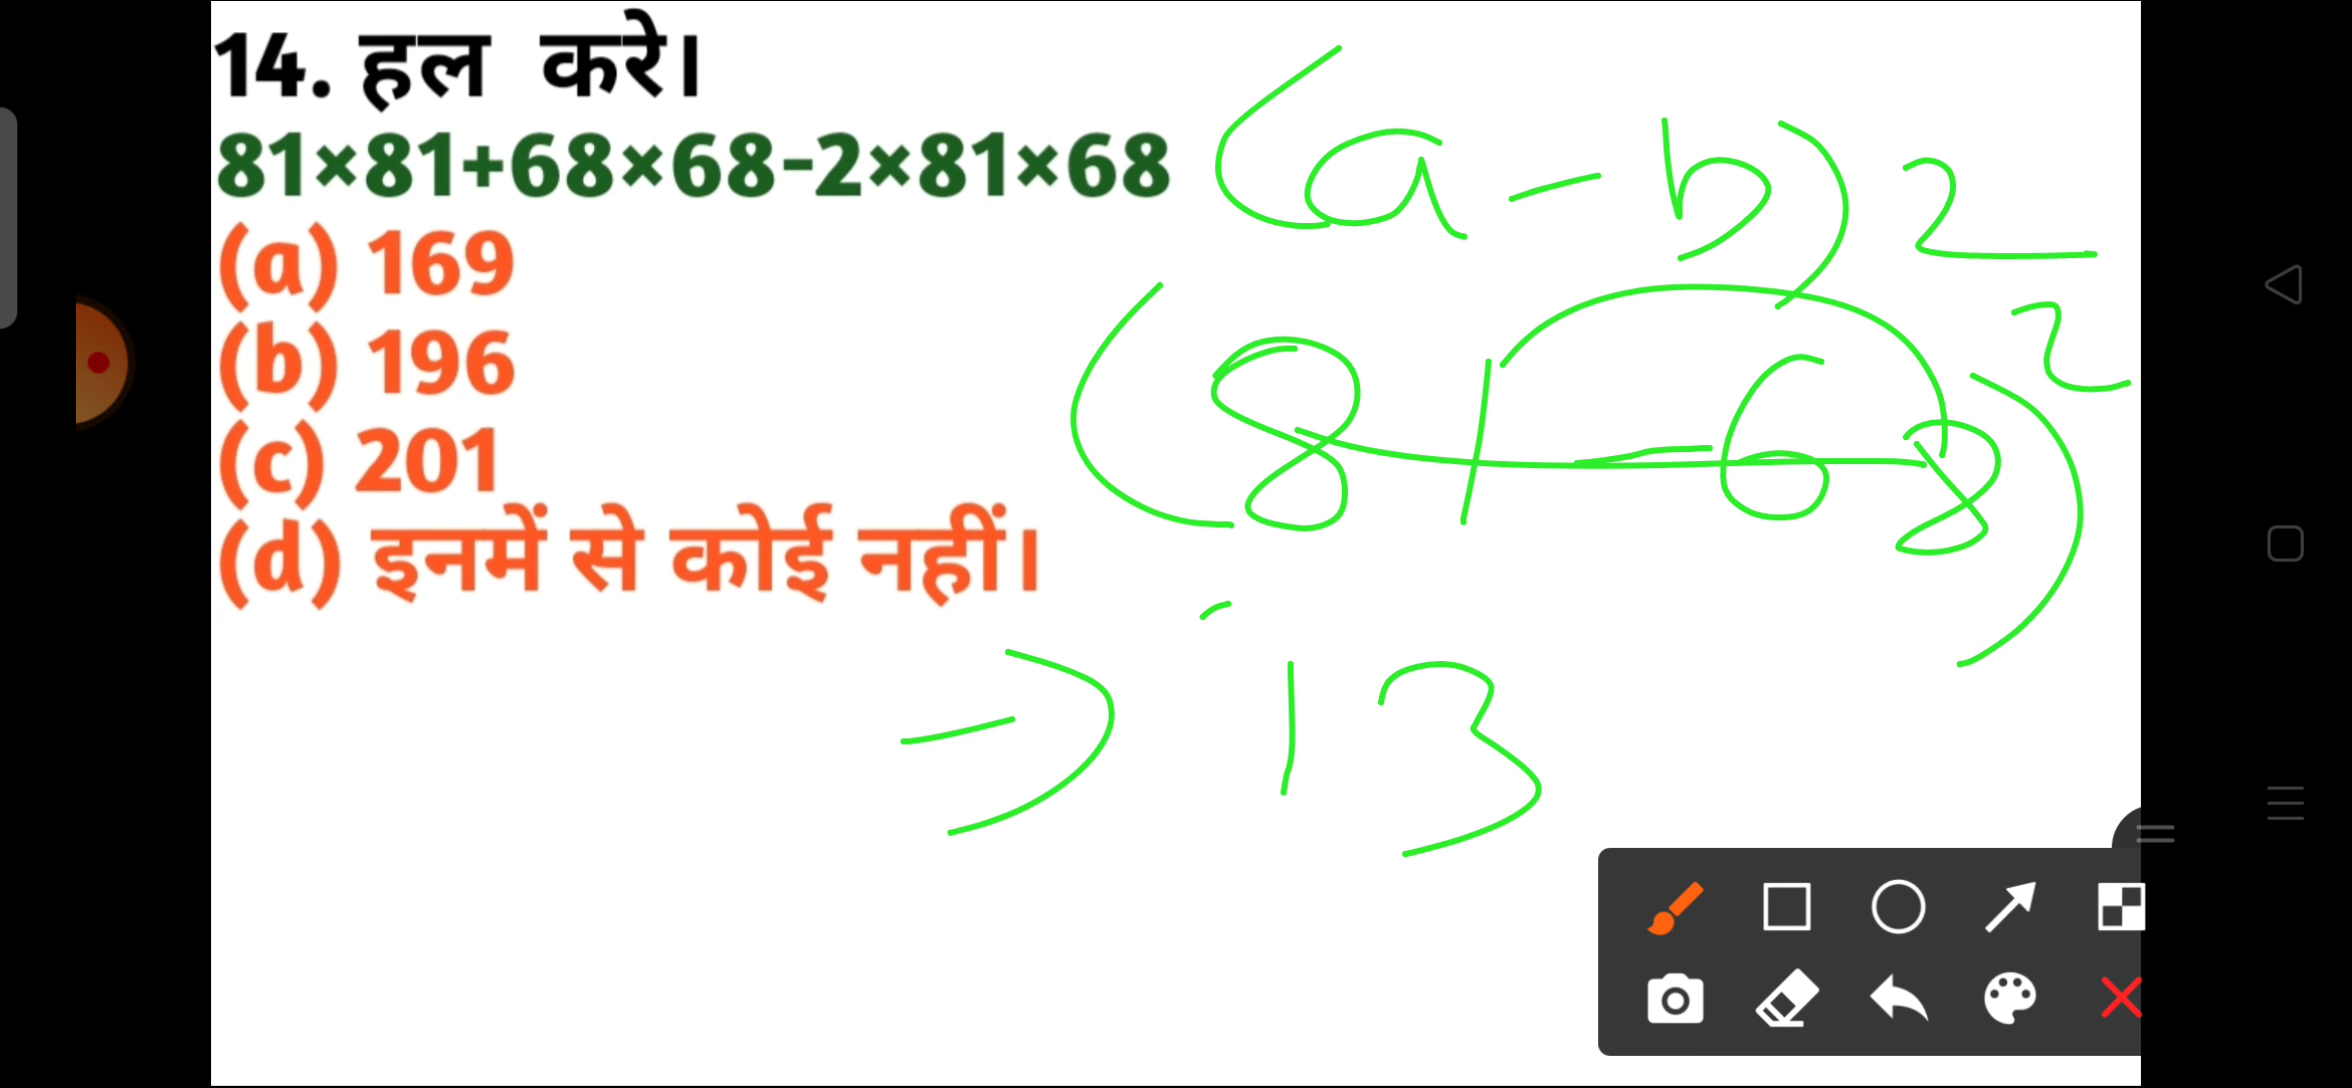 14. हल करे।
81×81+68×68-2×81×68
(a) 169
(b) 196
(c) 201
(d) इनमें से कोई नहीं।
(a-b)2
(81-68)2
13